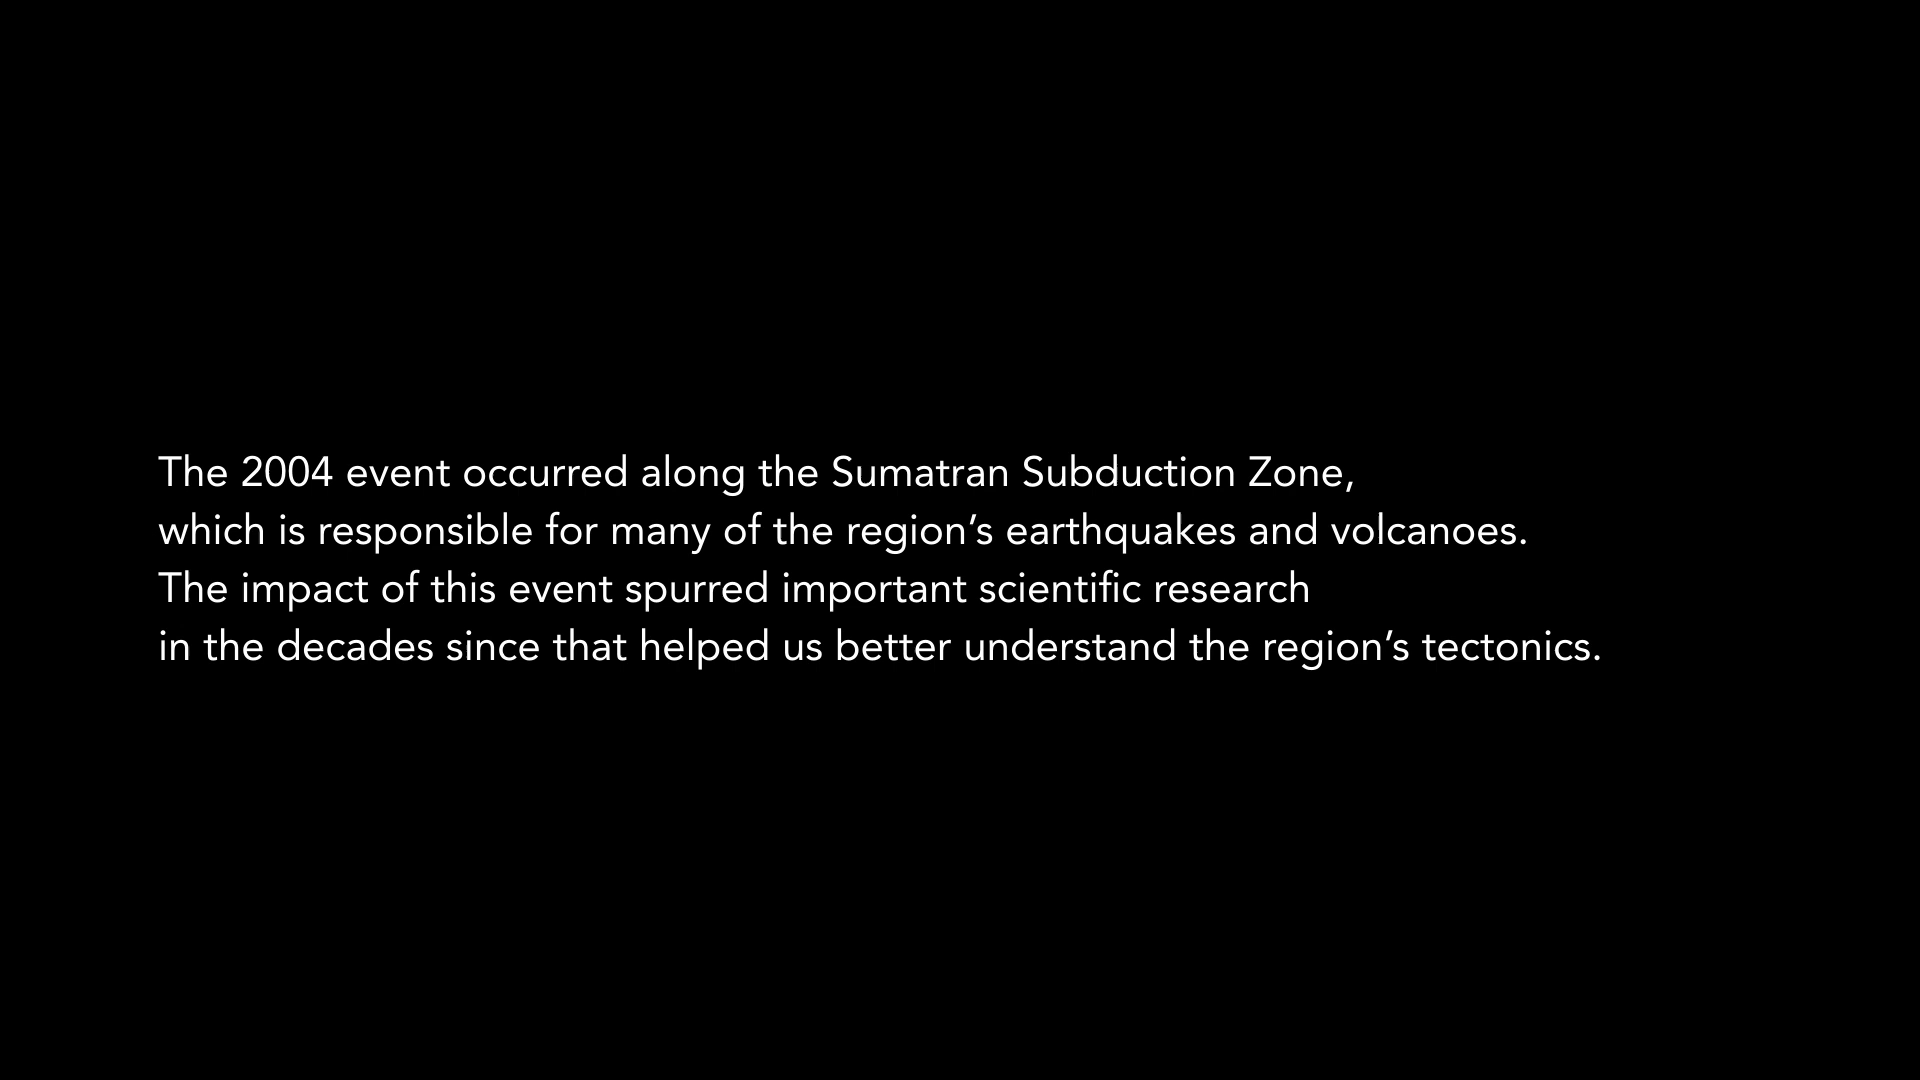 The 2004 event occurred along the Sumatran Subduction Zone,
which is responsible for many of the region’s earthquakes and volcanoes.
The impact of this event spurred important scientific research
in the decades since that helped us better understand the region’s tectonics.